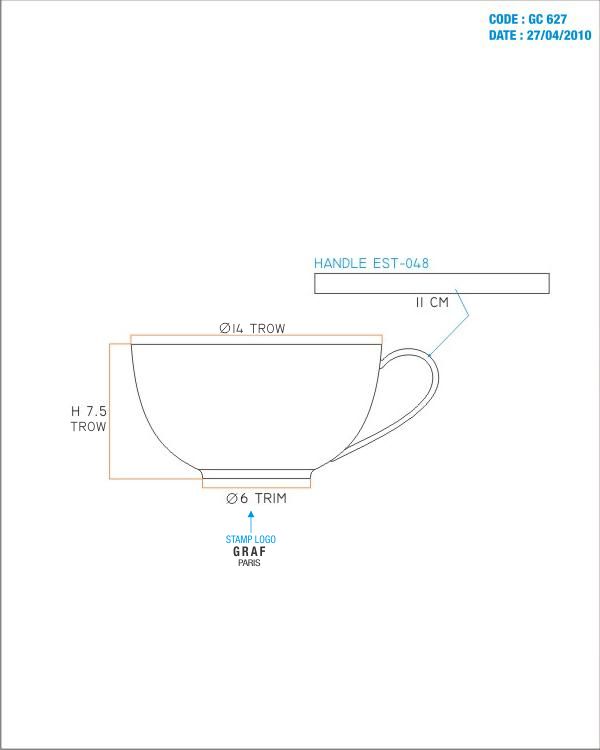 CODE : GC 627
DATE : 27/04/2010
HANDLE EST-048
11 CM
Ø14 TROW
H 7.5
TROW
Ø6 TRIM
STAMP LOGO
GRAF
PARIS